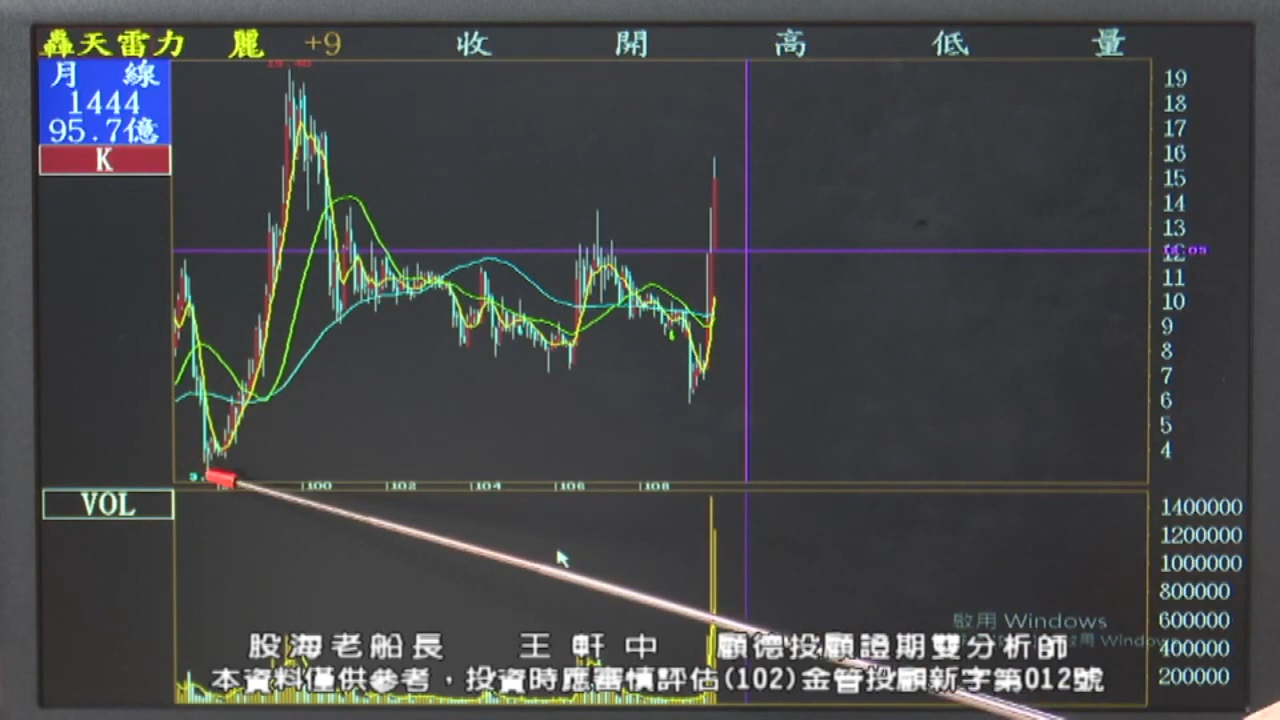 轟天雷力 麗 +9 收 開 高 低 量
月 線
1444
95.7億
K
19
18
17
16
15
14
13
12
11
10
9
8
7
6
5
4
100 102 104 106 108
VOL
1400000
1200000
1000000
800000
600000
400000
200000
啟用 Windows
股海老船長 王軒中 顧德投顧證期雙分析師
本資料僅供參考，投資時應審慎評估(102)金管投顧新字第012號